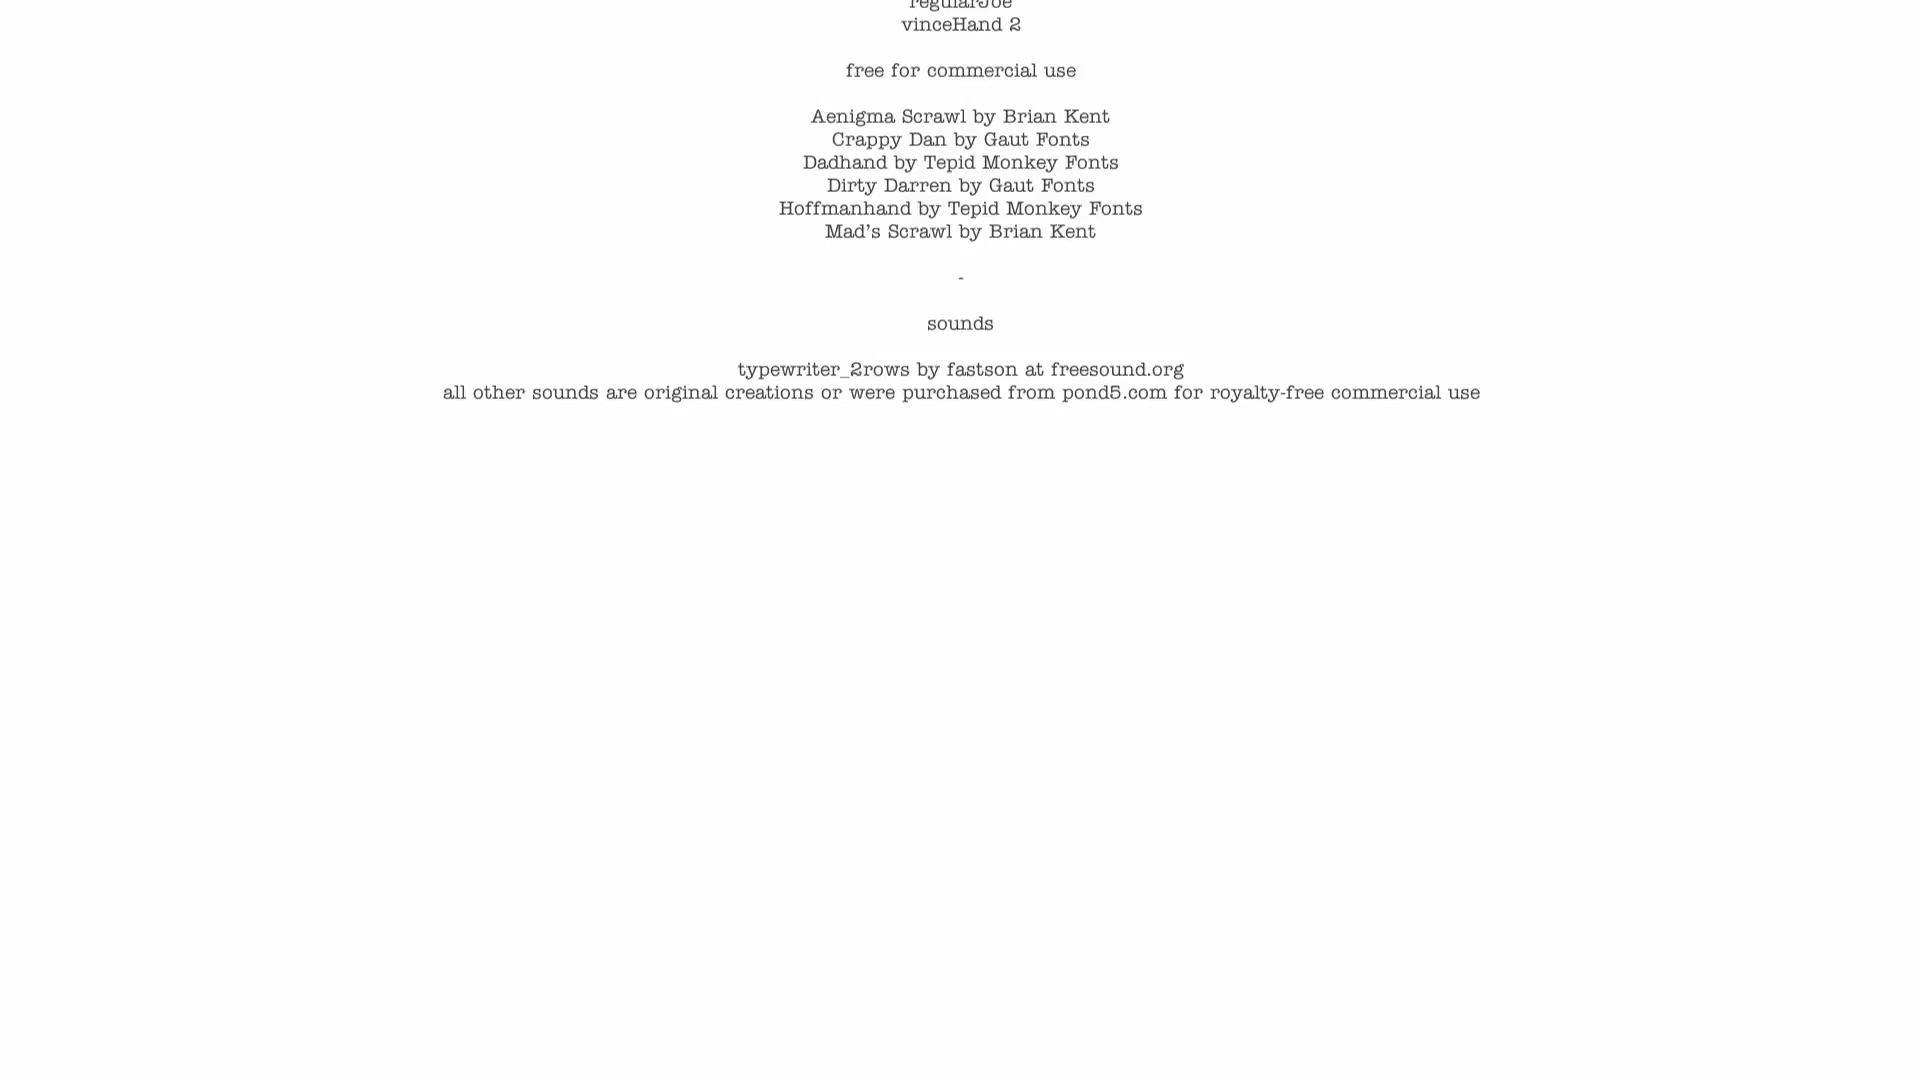 regularJoe
vinceHand 2
free for commercial use
Aenigma Scrawl by Brian Kent
Crappy Dan by Gaut Fonts
Dadhand by Tepid Monkey Fonts
Dirty Darren by Gaut Fonts
Hoffmanhand by Tepid Monkey Fonts
Mad's Scrawl by Brian Kent
-
sounds
typewriter_2rows by fastson at freesound.org
all other sounds are original creations or were purchased from pond5.com for royalty-free commercial use